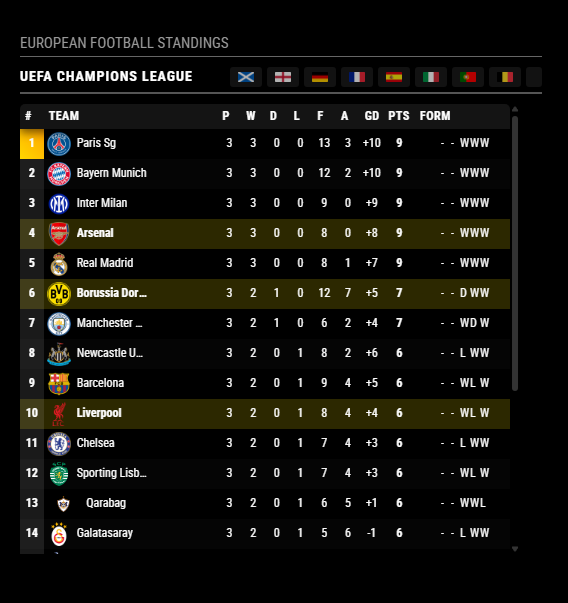 EUROPEAN FOOTBALL STANDINGS
UEFA CHAMPIONS LEAGUE
# TEAM P W D L F A GD PTS FORM
1 Paris Sg 3 3 0 0 13 3 +10 9 - - WWW
2 Bayern Munich 3 3 0 0 12 2 +10 9 - - WWW
3 Inter Milan 3 3 0 0 9 0 +9 9 - - WWW
4 Arsenal 3 3 0 0 8 0 +8 9 - - WWW
5 Real Madrid 3 3 0 0 8 1 +7 9 - - WWW
6 Borussia Dor... 3 2 1 0 12 7 +5 7 - - D WW
7 Manchester ... 3 2 1 0 6 2 +4 7 - - WD W
8 Newcastle U... 3 2 0 1 8 2 +6 6 - - L WW
9 Barcelona 3 2 0 1 9 4 +5 6 - - WL W
10 Liverpool 3 2 0 1 8 4 +4 6 - - WL W
11 Chelsea 3 2 0 1 7 4 +3 6 - - L WW
12 Sporting Lisb... 3 2 0 1 7 4 +3 6 - - WL W
13 Qarabag 3 2 0 1 6 5 +1 6 - - WWL
14 Galatasaray 3 2 0 1 5 6 -1 6 - - L WW